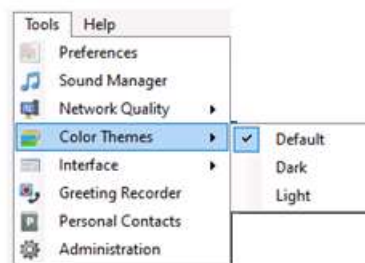 Tools Help
Preferences
Sound Manager
Network Quality
Color Themes
Interface
Greeting Recorder
Personal Contacts
Administration
Default
Dark
Light